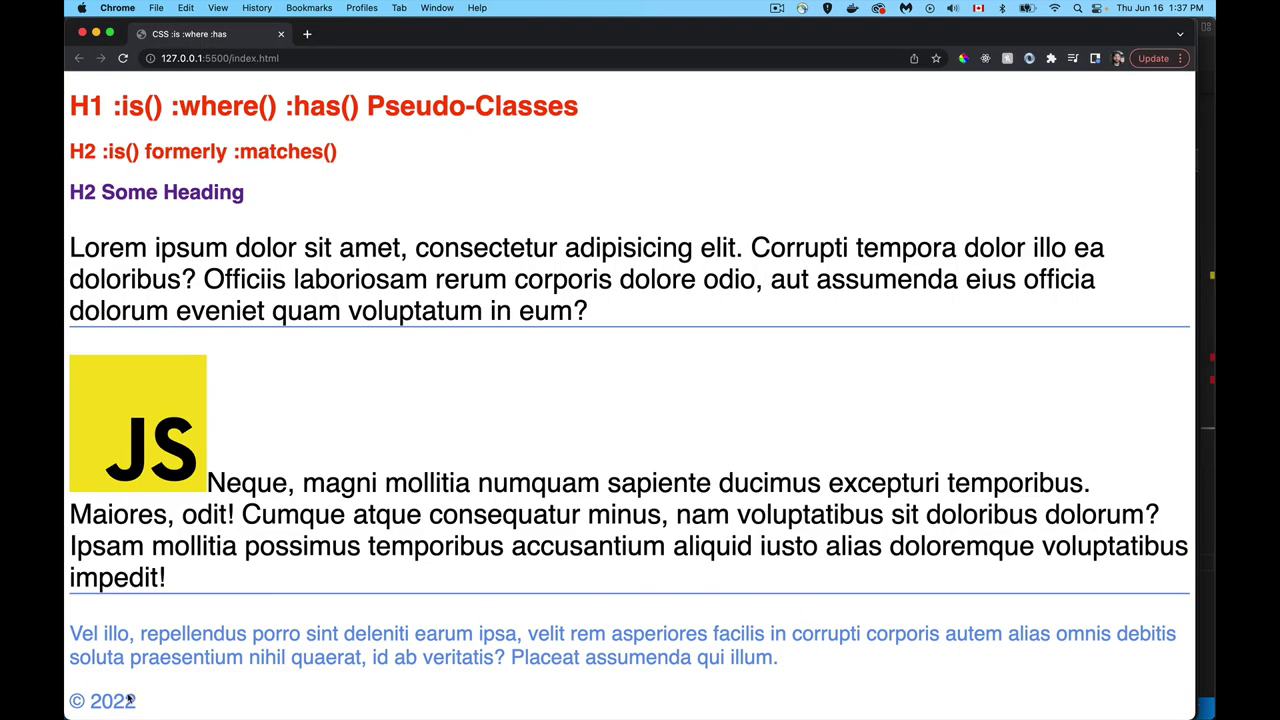 Chrome File Edit View History Bookmarks Profiles Tab Window Help Thu Jun 16 1:37 PM
CSS :is :where :has
127.0.0.1:5500/index.html Update
H1 :is() :where() :has() Pseudo-Classes
H2 :is() formerly :matches()
H2 Some Heading
Lorem ipsum dolor sit amet, consectetur adipisicing elit. Corrupti tempora dolor illo ea
doloribus? Officiis laboriosam rerum corporis dolore odio, aut assumenda eius officia
dolorum eveniet quam voluptatum in eum?
JS
Neque, magni mollitia numquam sapiente ducimus excepturi temporibus.
Maiores, odit! Cumque atque consequatur minus, nam voluptatibus sit doloribus dolorum?
Ipsam mollitia possimus temporibus accusantium aliquid iusto alias doloremque voluptatibus
impedit!
Vel illo, repellendus porro sint deleniti earum ipsa, velit rem asperiores facilis in corrupti corporis autem alias omnis debitis
soluta praesentium nihil quaerat, id ab veritatis? Placeat assumenda qui illum.
© 2022